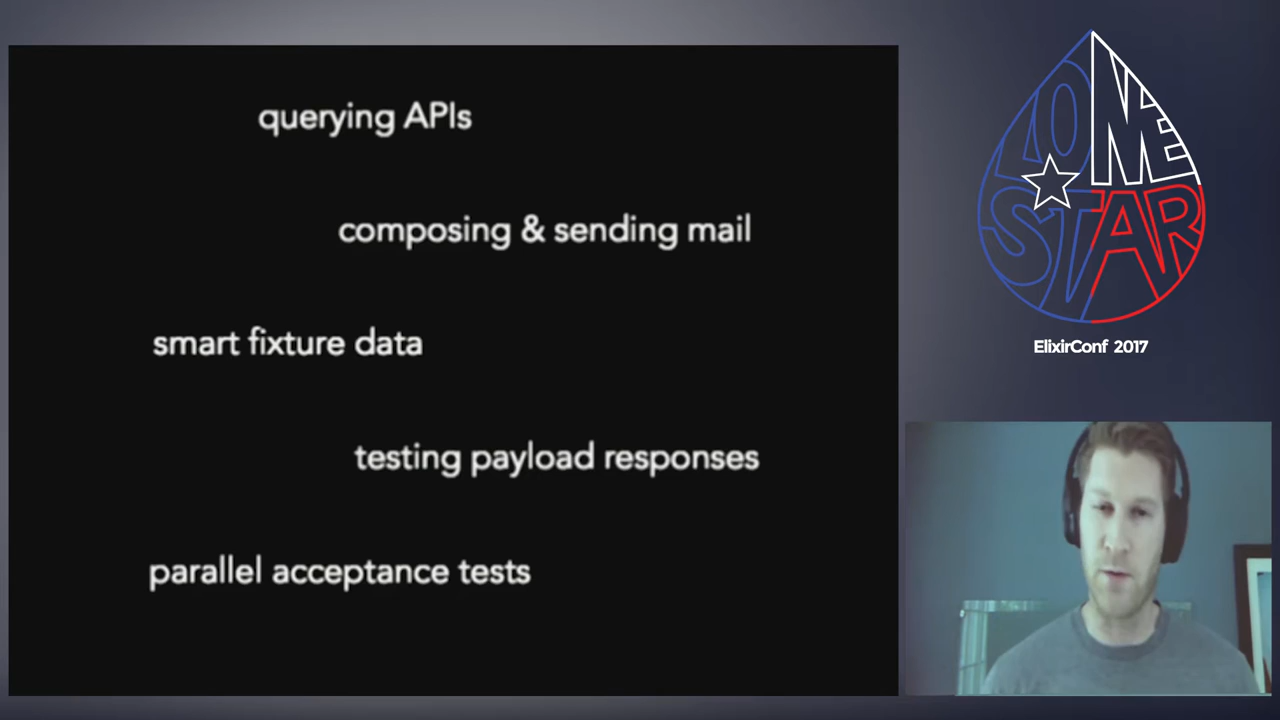 querying APIs
composing & sending mail
smart fixture data
testing payload responses
parallel acceptance tests
LONE
STAR
ElixirConf 2017